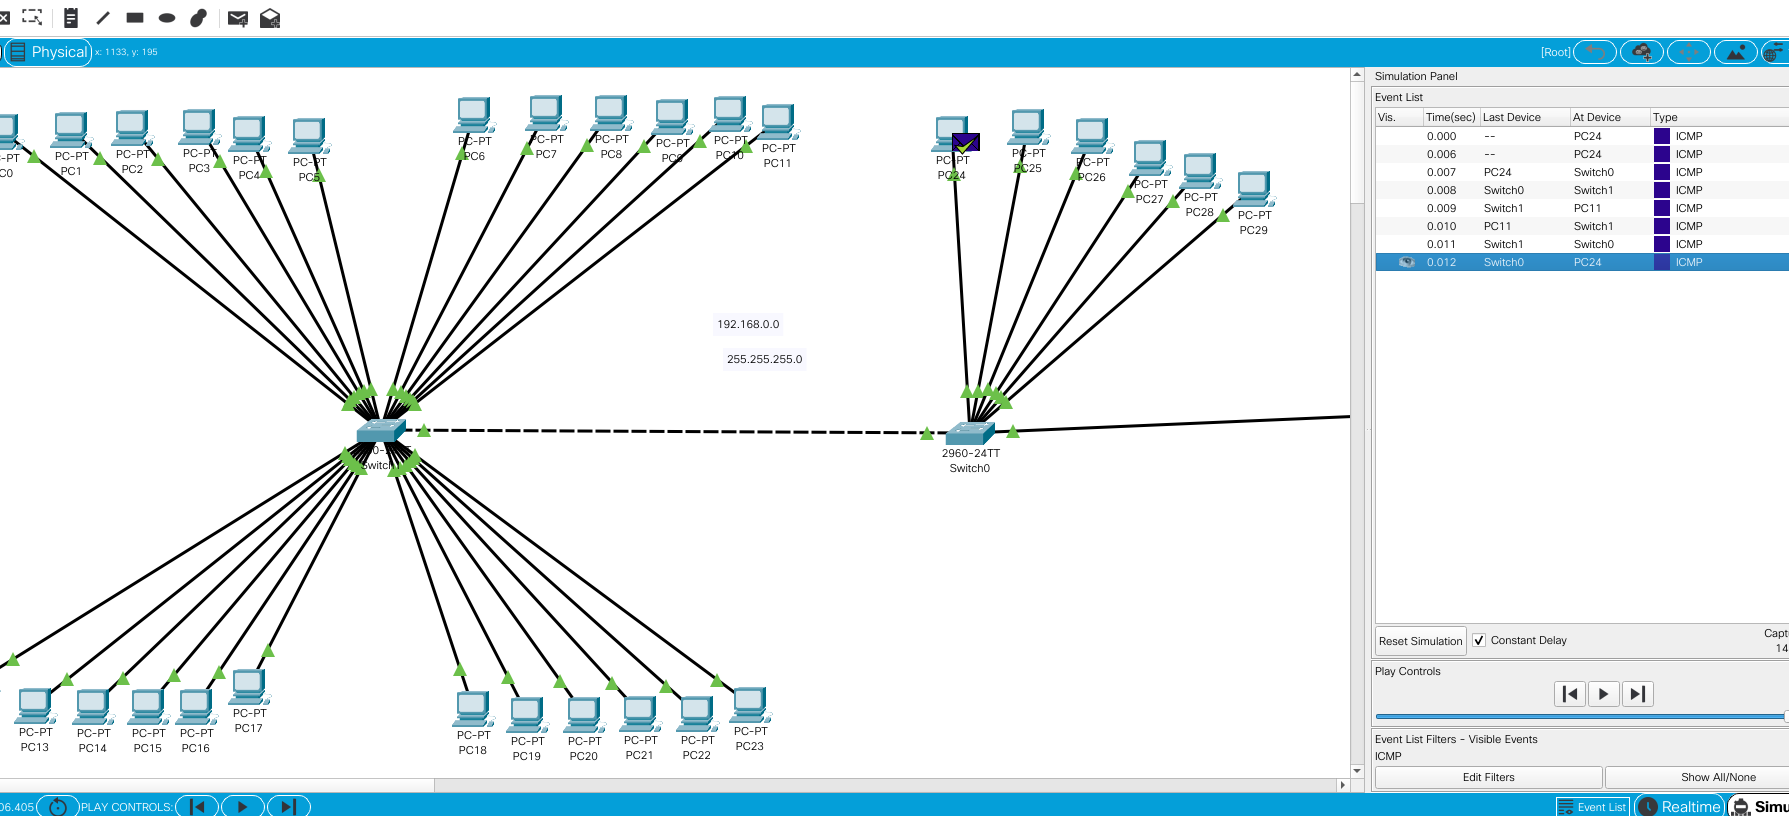 Physical x: 1133, y: 195 [Root]
Simulation Panel
Event List
Vis. Time(sec) Last Device At Device Type
0.000 -- PC24 ICMP
0.006 -- PC24 ICMP
0.007 PC24 Switch0 ICMP
0.008 Switch0 Switch1 ICMP
0.009 Switch1 PC11 ICMP
0.010 PC11 Switch1 ICMP
0.011 Switch1 Switch0 ICMP
0.012 Switch0 PC24 ICMP
-PT
C0
PC-PT
PC1
PC-PT
PC2
PC-PT
PC3
PC-PT
PC4
PC-PT
PC5
PC-PT
PC6
PC-PT
PC7
PC-PT
PC8
PC-PT
PC9
PC-PT
PC10
PC-PT
PC11
PC-PT
PC24
PC-PT
PC25
PC-PT
PC26
PC-PT
PC27
PC-PT
PC28
PC-PT
PC29
192.168.0.0
255.255.255.0
Switch
2960-24TT
Switch0
PC-PT
PC13
PC-PT
PC14
PC-PT
PC15
PC-PT
PC16
PC-PT
PC17
PC-PT
PC18
PC-PT
PC19
PC-PT
PC20
PC-PT
PC21
PC-PT
PC22
PC-PT
PC23
Reset Simulation Constant Delay Capt
14
Play Controls
Event List Filters - Visible Events
ICMP
Edit Filters Show All/None
06.405 PLAY CONTROLS: Event List Realtime Simu